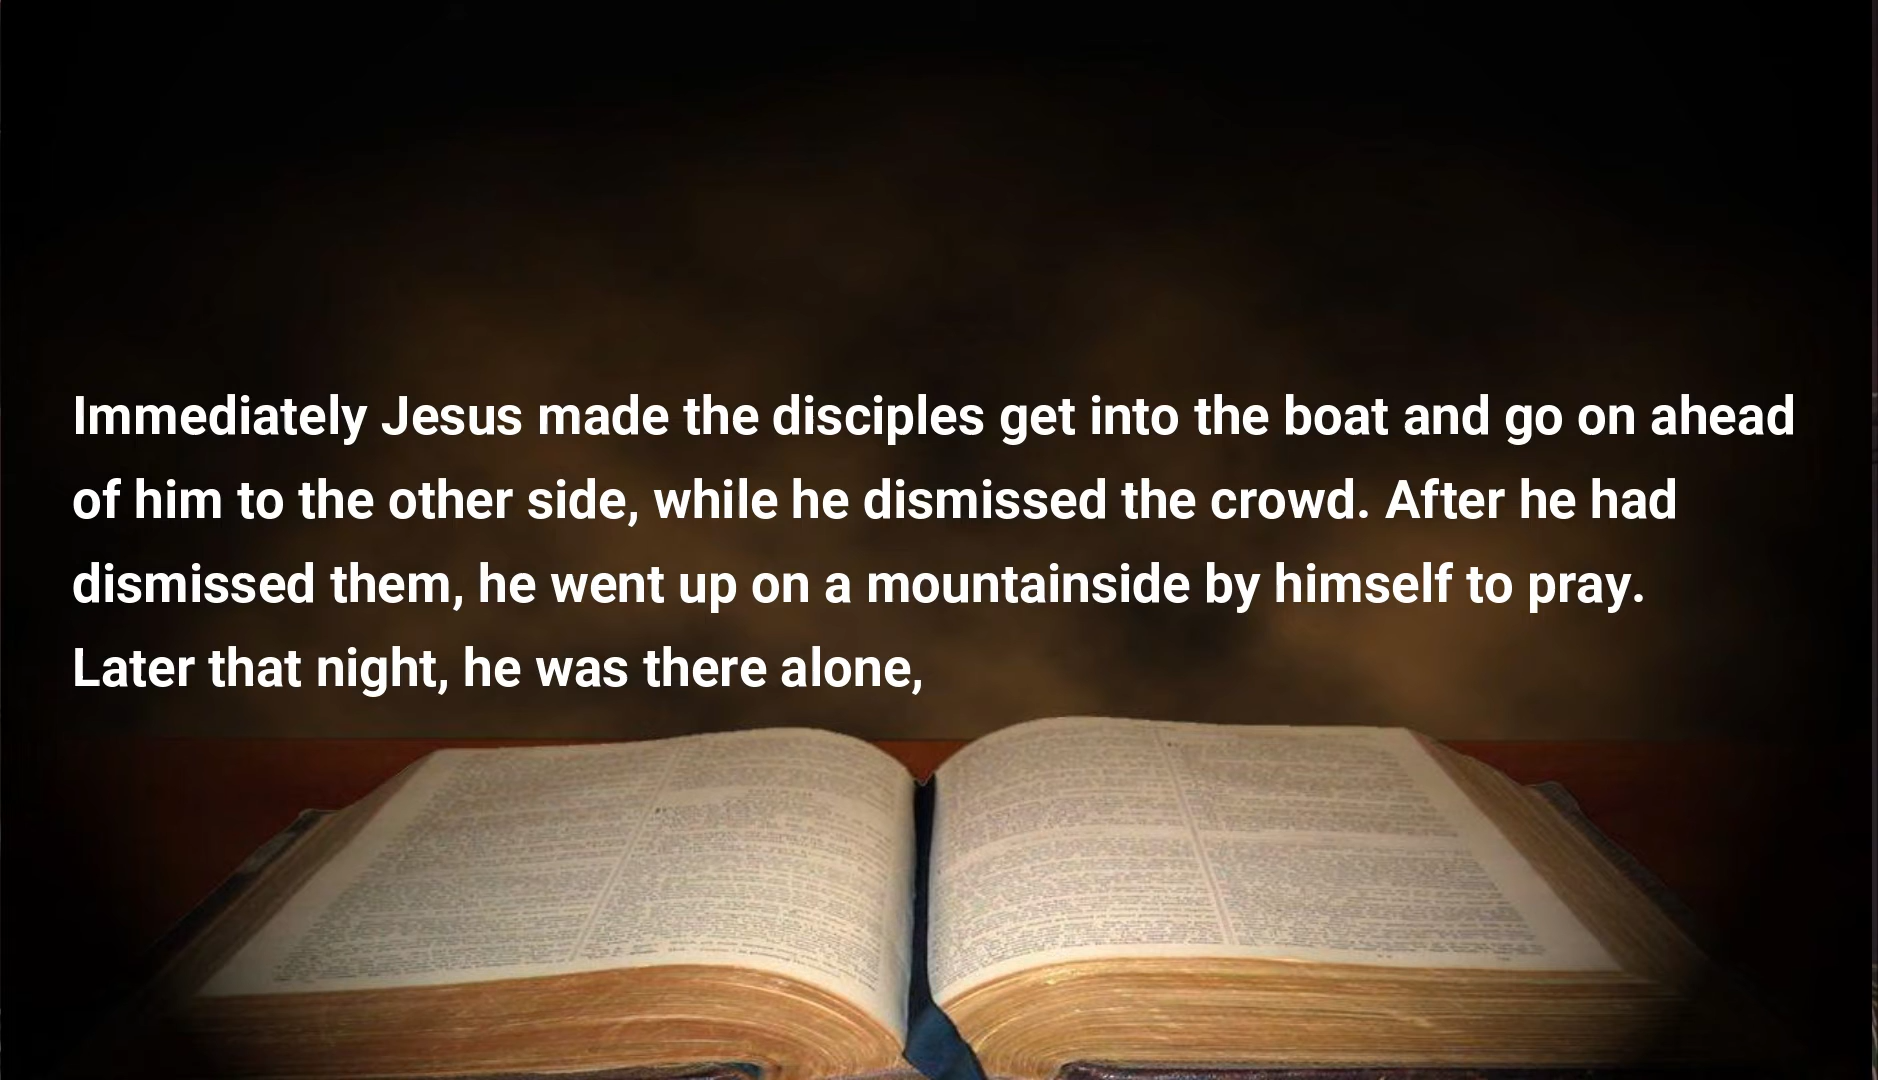 Immediately Jesus made the disciples get into the boat and go on ahead
of him to the other side, while he dismissed the crowd. After he had
dismissed them, he went up on a mountainside by himself to pray.
Later that night, he was there alone,